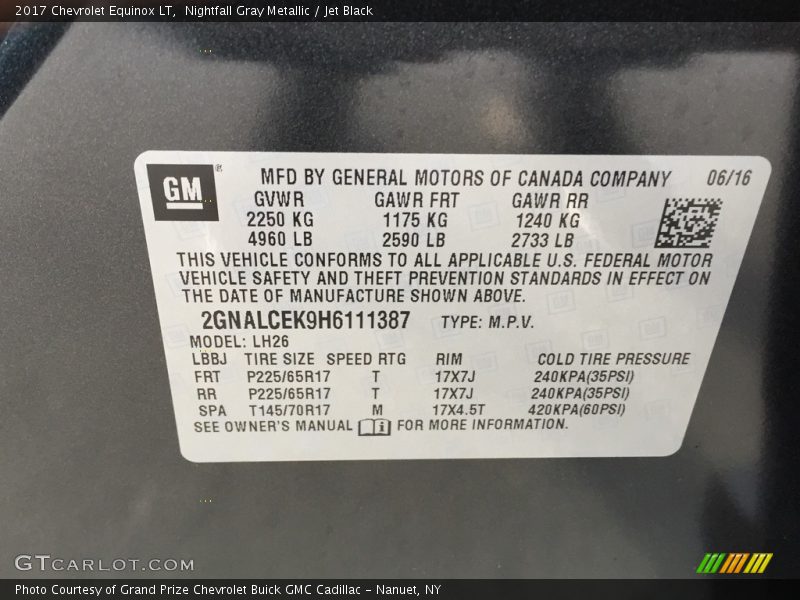 2017 Chevrolet Equinox LT, Nightfall Gray Metallic / Jet Black
GM ® MFD BY GENERAL MOTORS OF CANADA COMPANY 06/16
GVWR GAWR FRT GAWR RR
2250 KG 1175 KG 1240 KG
4960 LB 2590 LB 2733 LB
THIS VEHICLE CONFORMS TO ALL APPLICABLE U.S. FEDERAL MOTOR
VEHICLE SAFETY AND THEFT PREVENTION STANDARDS IN EFFECT ON
THE DATE OF MANUFACTURE SHOWN ABOVE.
2GNALCEK9H6111387 TYPE: M.P.V.
MODEL: LH26
LBBJ TIRE SIZE SPEED RTG RIM COLD TIRE PRESSURE
FRT P225/65R17 T 17X7J 240KPA(35PSI)
RR P225/65R17 T 17X7J 240KPA(35PSI)
SPA T145/70R17 M 17X4.5T 420KPA(60PSI)
SEE OWNER'S MANUAL i FOR MORE INFORMATION.
GTCARLOT.COM
Photo Courtesy of Grand Prize Chevrolet Buick GMC Cadillac - Nanuet, NY